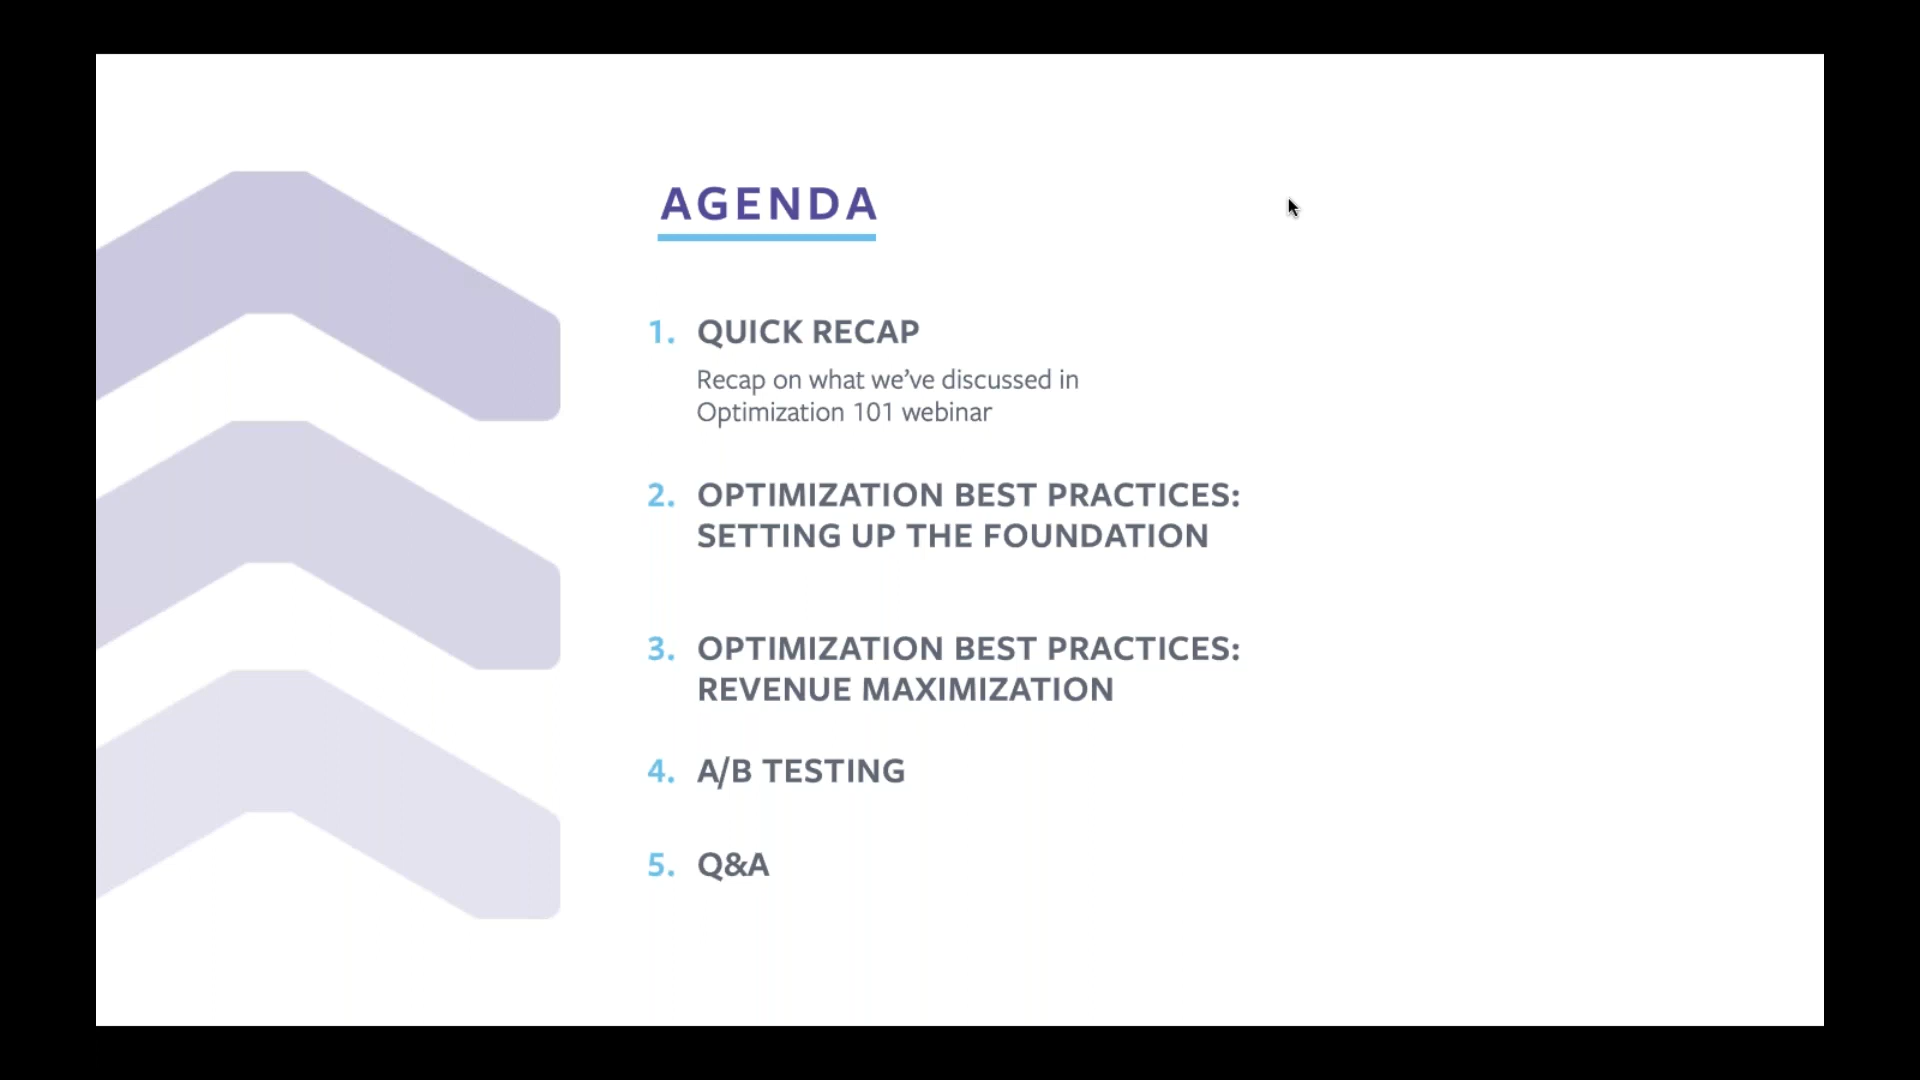 AGENDA
1. QUICK RECAP
Recap on what we’ve discussed in
Optimization 101 webinar
2. OPTIMIZATION BEST PRACTICES:
SETTING UP THE FOUNDATION
3. OPTIMIZATION BEST PRACTICES:
REVENUE MAXIMIZATION
4. A/B TESTING
5. Q&A